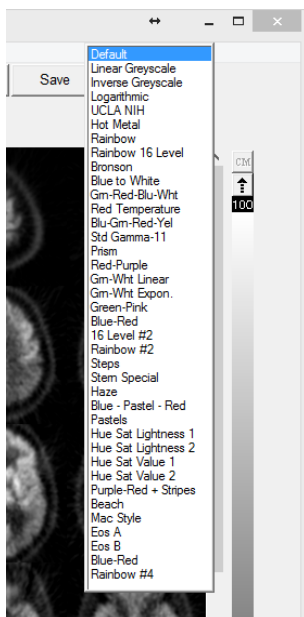 Default
Save
Linear Greyscale
Inverse Greyscale
Logarithmic
UCLA NIH
Hot Metal
Rainbow
Rainbow 16 Level
Bronson
CM
Blue to White
Grn-Red-Blu-Wht
100
Red Temperature
Blu-Grn-Red-Yel
Std Gamma-11
Prism
Red-Purple
Grn-Wht Linear
Grn-Wht Expon.
Green-Pink
Blue-Red
16 Level #2
Rainbow #2
Steps
Stern Special
Haze
Blue - Pastel - Red
Pastels
Hue Sat Lightness 1
Hue Sat Lightness 2
Hue Sat Value 1
Hue Sat Value 2
Purple-Red + Stripes
Beach
Mac Style
Eos A
Eos B
Blue-Red
Rainbow #4